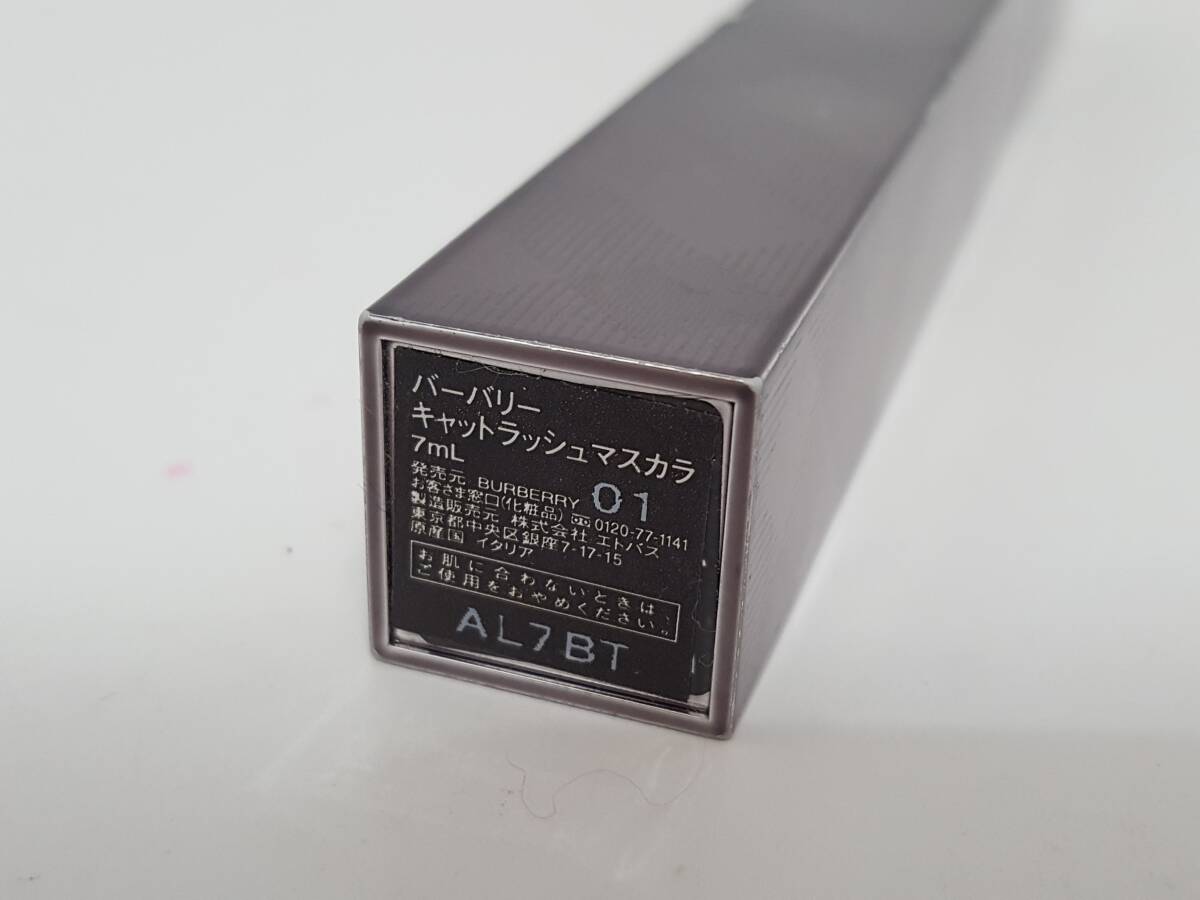 バーバリー
キャットラッシュマスカラ
7mL
発売元 BURBERRY 01
お客さま窓口(化粧品) 0120-77-1141
製造販売元 株式会社 エトバス
東京都中央区銀座7-17-15
原産国 イタリア
お肌に合わないときは、
ご使用をおやめください。
AL7BT